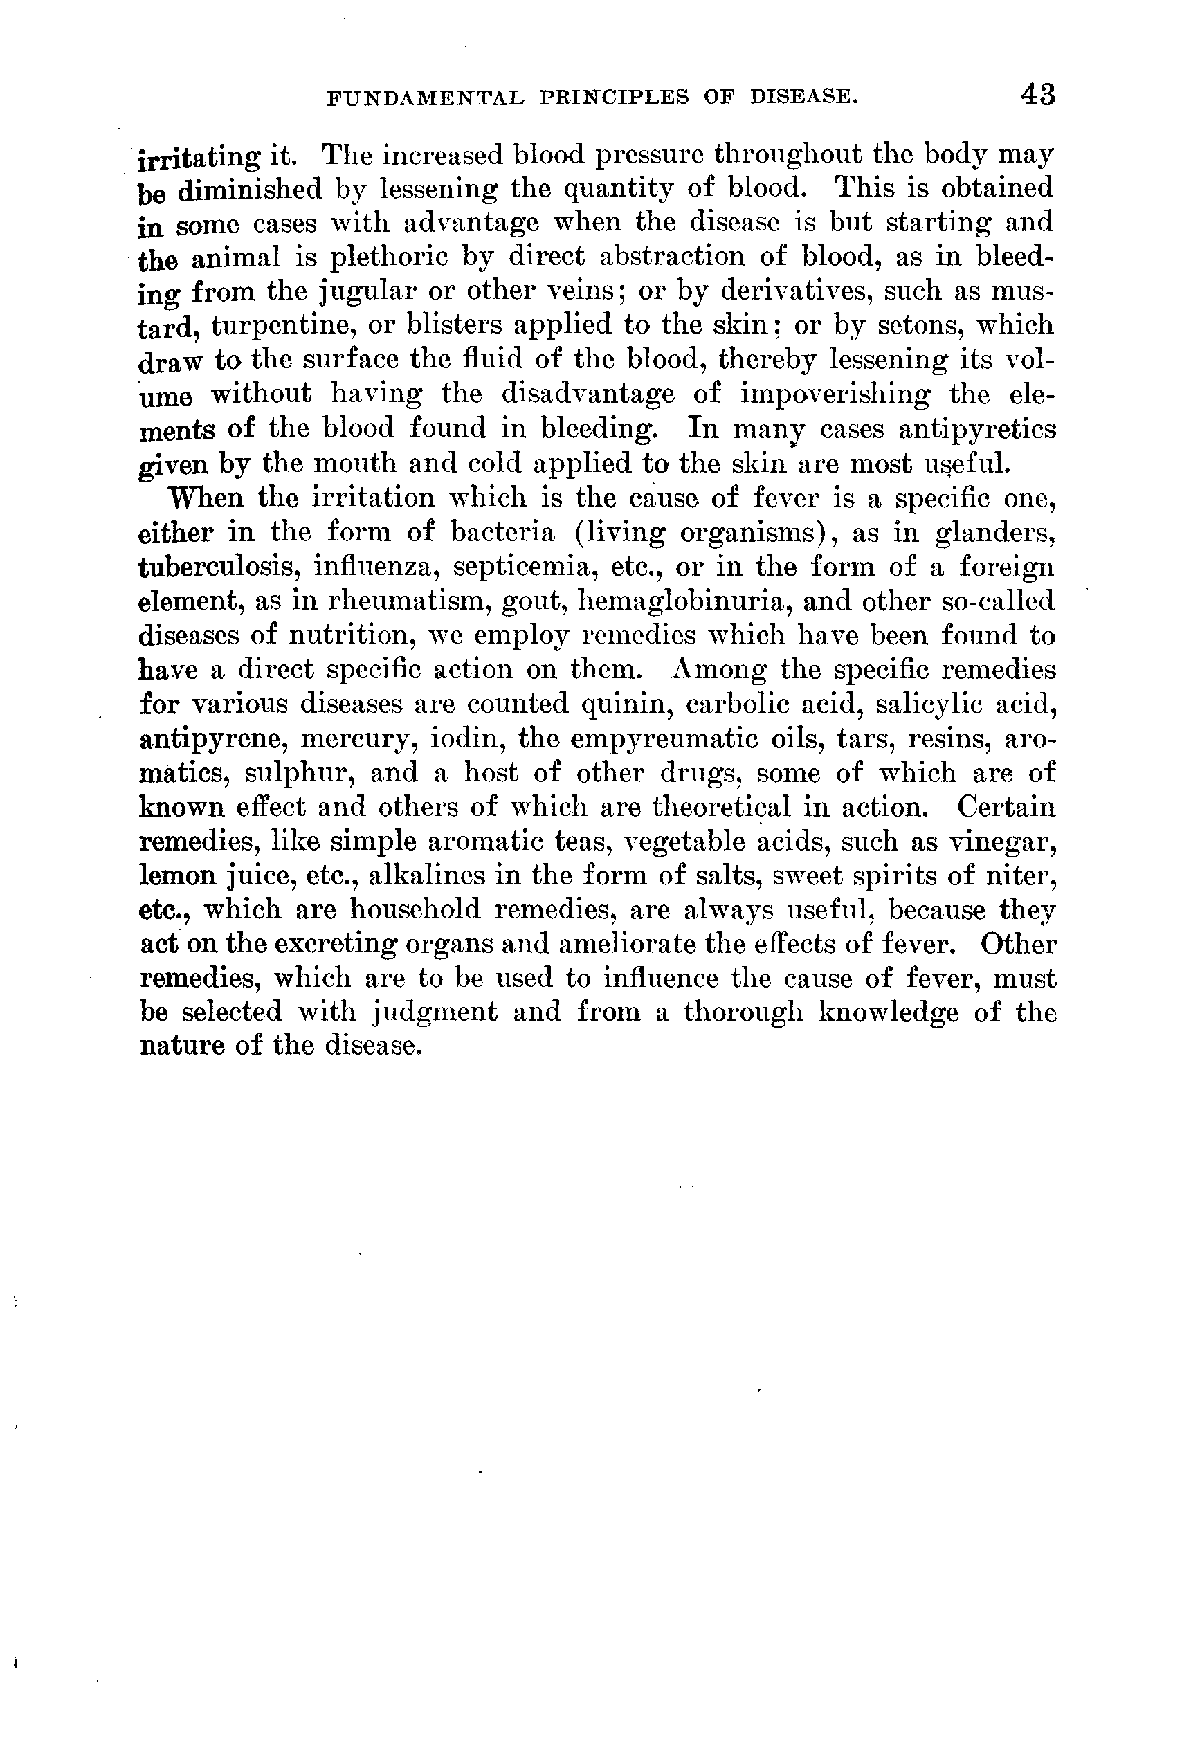 FUNDAMENTAL PRINCIPLES OF DISEASE. 43
irritating it. The increased blood pressure throughout the body may
be diminished by lessening the quantity of blood. This is obtained
in some cases with advantage when the disease is but starting and
the animal is plethoric by direct abstraction of blood, as in bleed-
ing from the jugular or other veins; or by derivatives, such as mus-
tard, turpentine, or blisters applied to the skin; or by setons, which
draw to the surface the fluid of the blood, thereby lessening its vol-
ume without having the disadvantage of impoverishing the ele-
ments of the blood found in bleeding. In many cases antipyretics
given by the mouth and cold applied to the skin are most useful.
When the irritation which is the cause of fever is a specific one,
either in the form of bacteria (living organisms), as in glanders,
tuberculosis, influenza, septicemia, etc., or in the form of a foreign
element, as in rheumatism, gout, hemaglobinuria, and other so-called
diseases of nutrition, we employ remedies which have been found to
have a direct specific action on them. Among the specific remedies
for various diseases are counted quinin, carbolic acid, salicylic acid,
antipyrene, mercury, iodin, the empyreumatic oils, tars, resins, aro-
matics, sulphur, and a host of other drugs, some of which are of
known effect and others of which are theoretical in action. Certain
remedies, like simple aromatic teas, vegetable acids, such as vinegar,
lemon juice, etc., alkalines in the form of salts, sweet spirits of niter,
etc., which are household remedies, are always useful, because they
act on the excreting organs and ameliorate the effects of fever. Other
remedies, which are to be used to influence the cause of fever, must
be selected with judgment and from a thorough knowledge of the
nature of the disease.